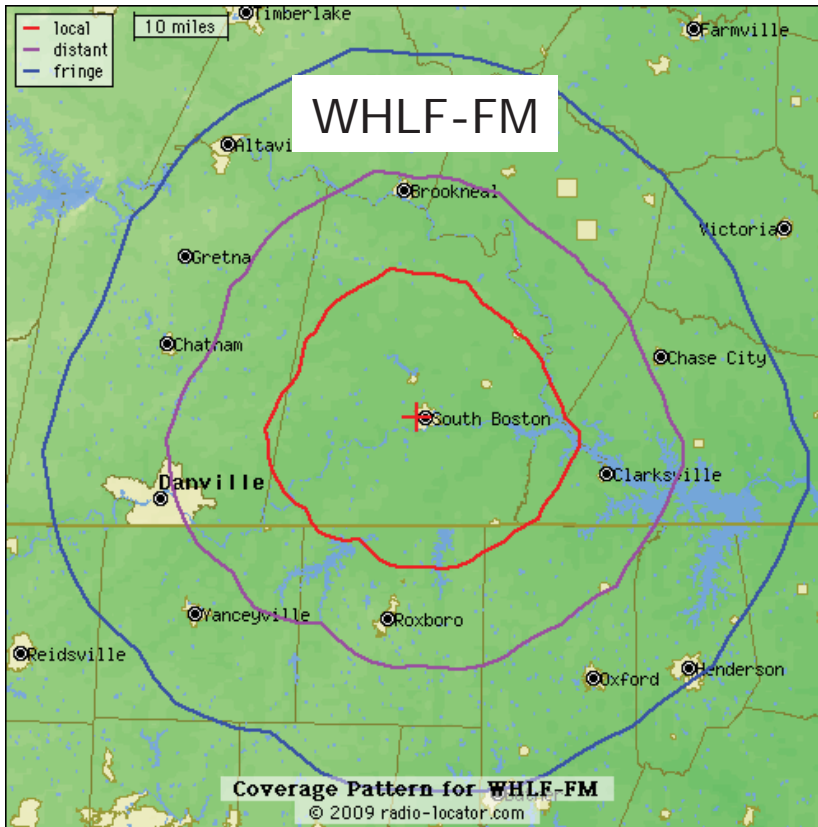 Timberlake
local
distant
fringe
10 miles
Farmville
WHLF-FM
Altavi
Brookneal
Victoria
Gretna
Chatnam
Chase City
South Boston
Clarksville
Danville
Yanceyville
Roxboro
Reidsville
Oxford
Henderson
Coverage Pattern for WHLF-FM
© 2009 radio-locator.com